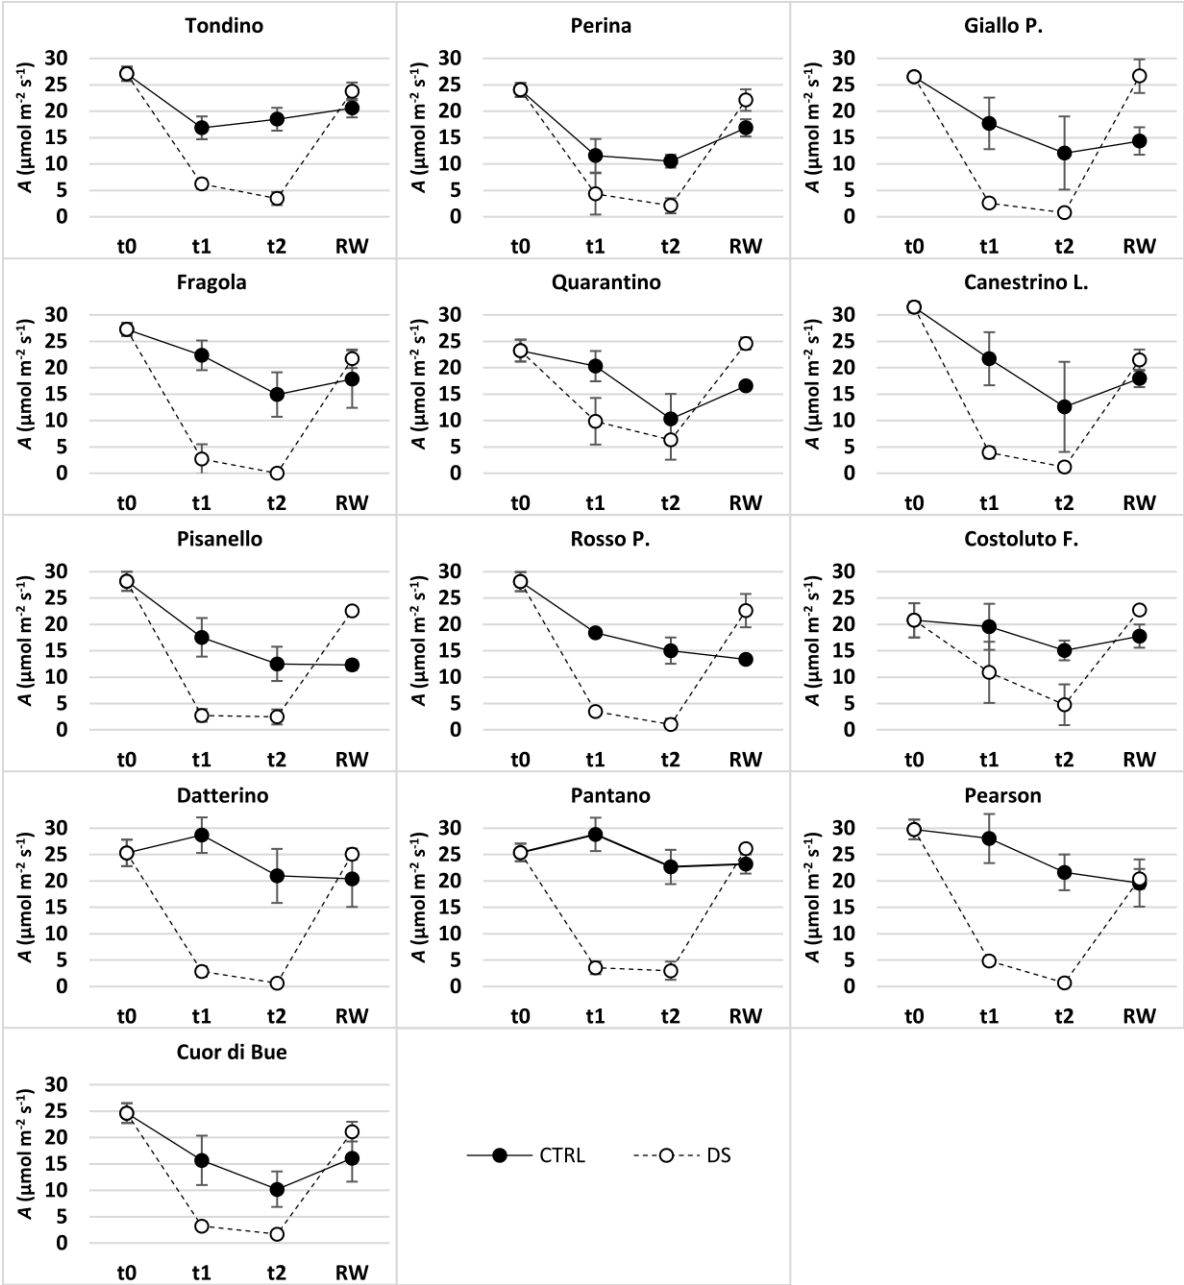 Tondino
A (µmol m⁻² s⁻¹)
30
25
20
15
10
5
0
t0 t1 t2 RW
Perina
A (µmol m⁻² s⁻¹)
30
25
20
15
10
5
0
t0 t1 t2 RW
Giallo P.
A (µmol m⁻² s⁻¹)
30
25
20
15
10
5
0
t0 t1 t2 RW
Fragola
A (µmol m⁻² s⁻¹)
30
25
20
15
10
5
0
t0 t1 t2 RW
Quarantino
A (µmol m⁻² s⁻¹)
30
25
20
15
10
5
0
t0 t1 t2 RW
Canestrino L.
A (µmol m⁻² s⁻¹)
30
25
20
15
10
5
0
t0 t1 t2 RW
Pisanello
A (µmol m⁻² s⁻¹)
30
25
20
15
10
5
0
t0 t1 t2 RW
Rosso P.
A (µmol m⁻² s⁻¹)
30
25
20
15
10
5
0
t0 t1 t2 RW
Costoluto F.
A (µmol m⁻² s⁻¹)
30
25
20
15
10
5
0
t0 t1 t2 RW
Datterino
A (µmol m⁻² s⁻¹)
30
25
20
15
10
5
0
t0 t1 t2 RW
Pantano
A (µmol m⁻² s⁻¹)
30
25
20
15
10
5
0
t0 t1 t2 RW
Pearson
A (µmol m⁻² s⁻¹)
30
25
20
15
10
5
0
t0 t1 t2 RW
Cuor di Bue
A (µmol m⁻² s⁻¹)
30
25
20
15
10
5
0
t0 t1 t2 RW
CTRL DS